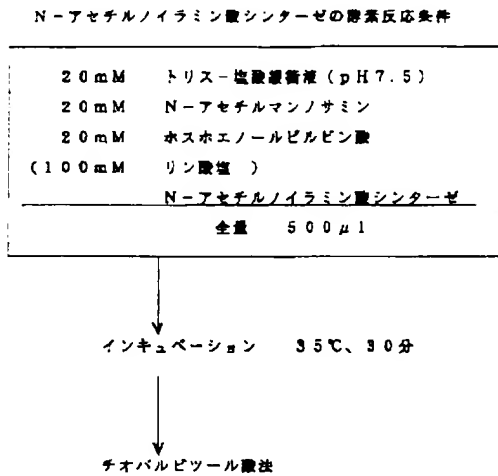 N－アセチルノイラミン酸シンターゼの酵素反応条件
20mM トリス－塩酸緩衝液（pH7.5）
20mM N－アセチルマンノサミン
20mM ホスホエノールピルビン酸
(100mM リン酸塩 )
N－アセチルノイラミン酸シンターゼ
全量 500μl
インキュベーション 35℃、30分
チオバルビツール酸法